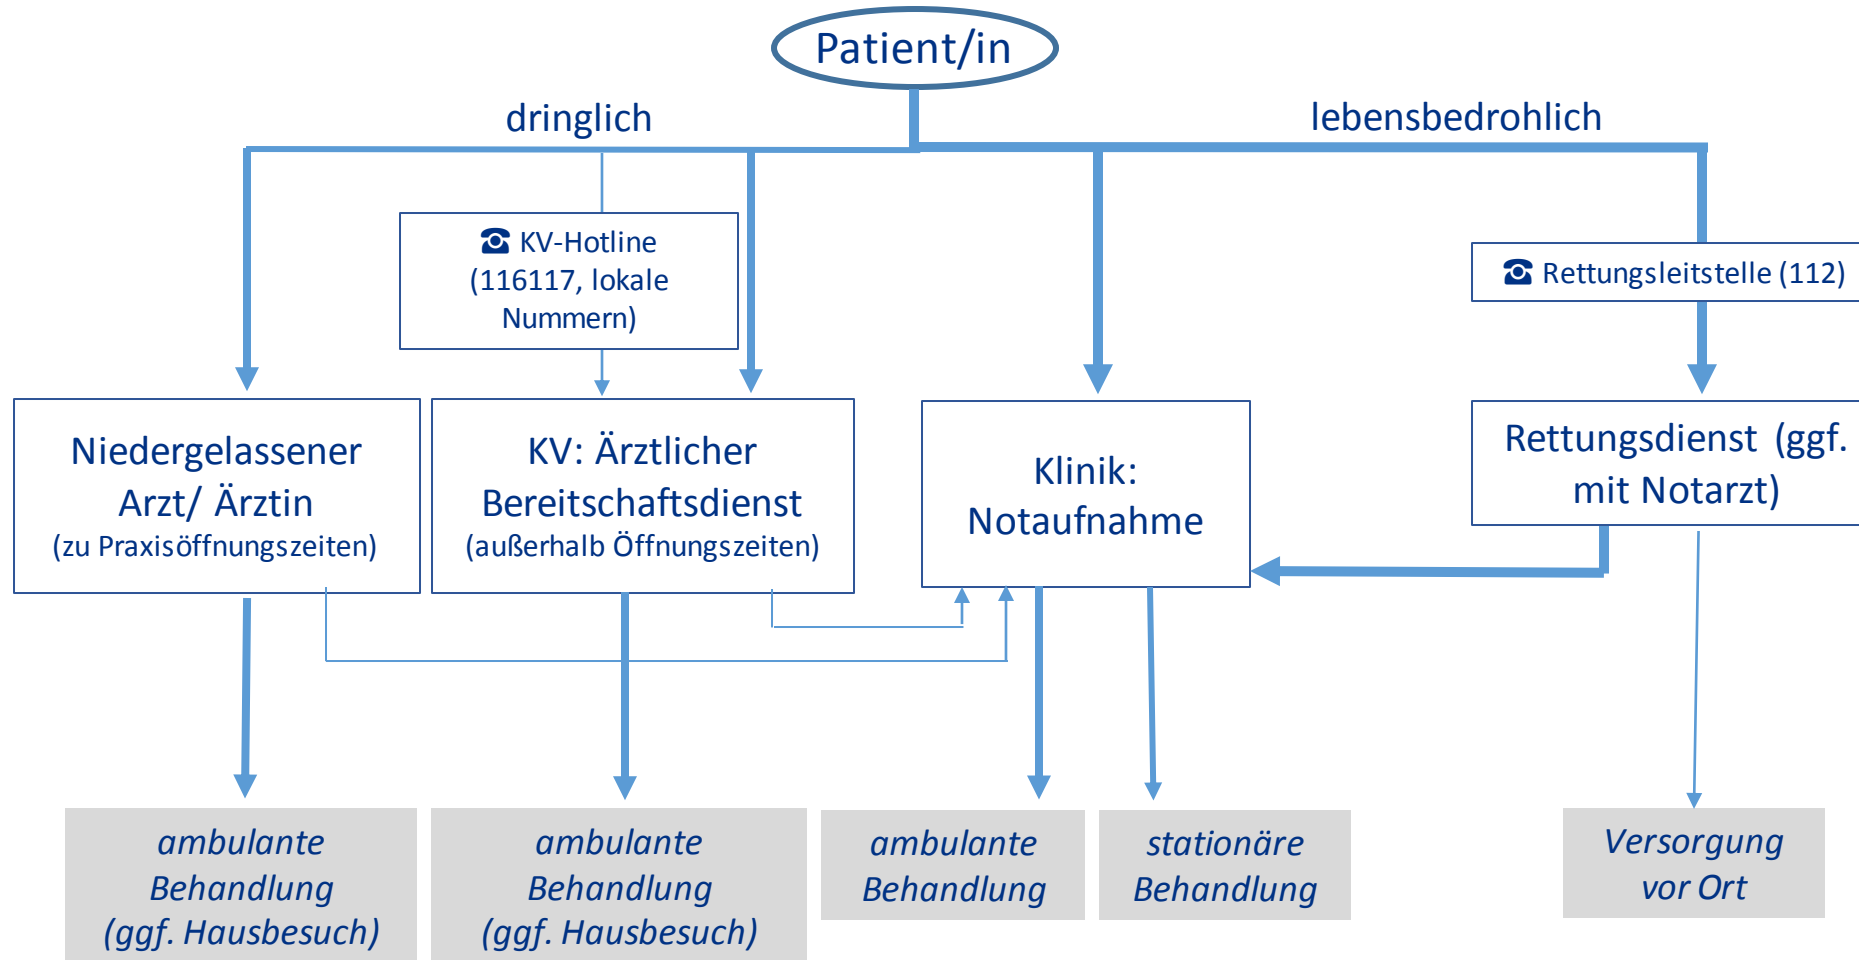 Patient/in
dringlich
lebensbedrohlich
☎ KV-Hotline
(116117, lokale
Nummern)
☎ Rettungsleitstelle (112)
Niedergelassener
Arzt/ Ärztin
(zu Praxisöffnungszeiten)
KV: Ärztlicher
Bereitschaftsdienst
(außerhalb Öffnungszeiten)
Klinik:
Notaufnahme
Rettungsdienst (ggf.
mit Notarzt)
ambulante
Behandlung
(ggf. Hausbesuch)
ambulante
Behandlung
(ggf. Hausbesuch)
ambulante
Behandlung
stationäre
Behandlung
Versorgung
vor Ort